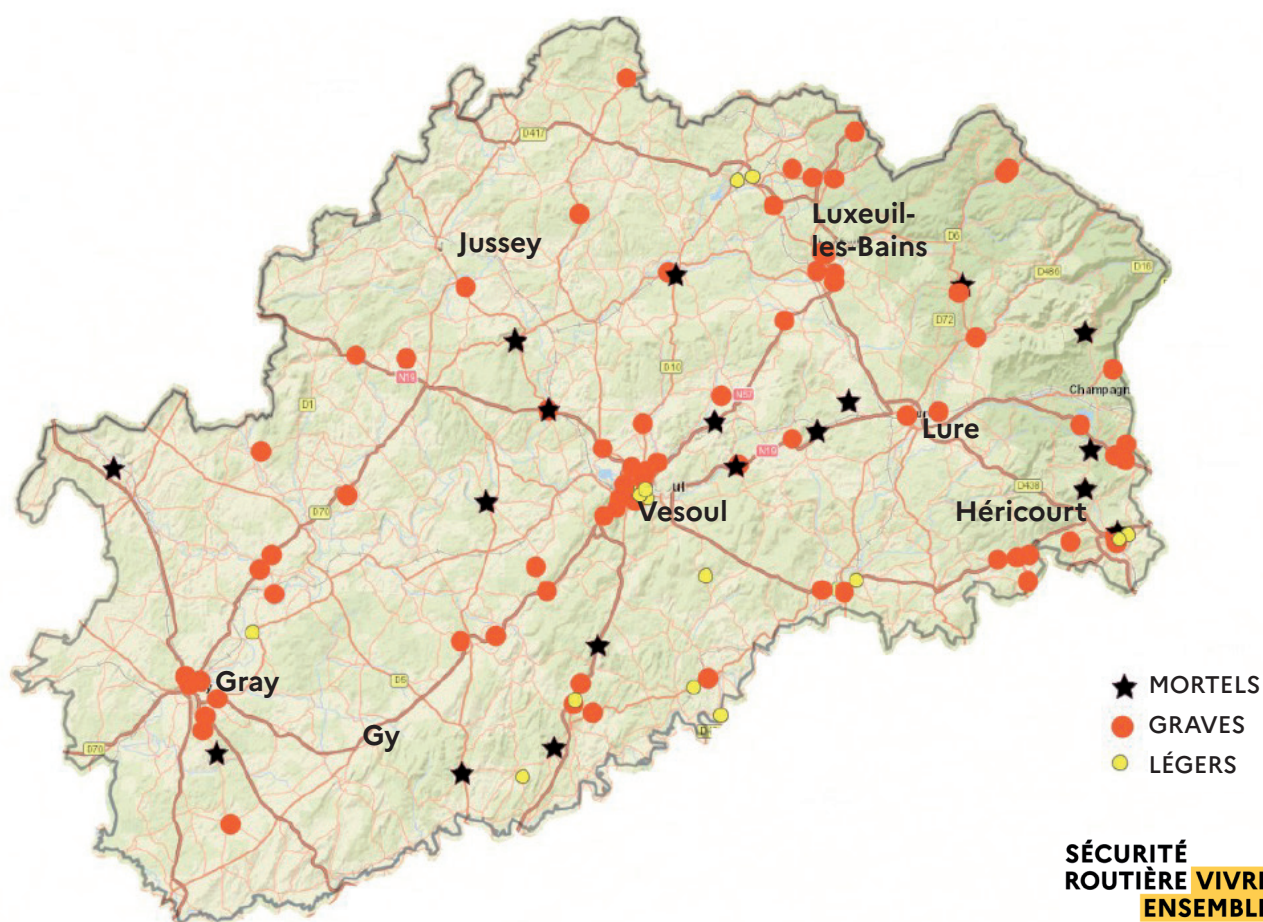 D417
Luxeuil-
les-Bains
Jussey
D6
D486
D16
D72
N19
D10
N57
D1
Champagn
Lure
N19
D438
Vesoul
Héricourt
D70
Gray
D5
Gy
D70
MORTELS
GRAVES
LÉGERS
SÉCURITÉ
ROUTIÈRE VIVRE
ENSEMBLE